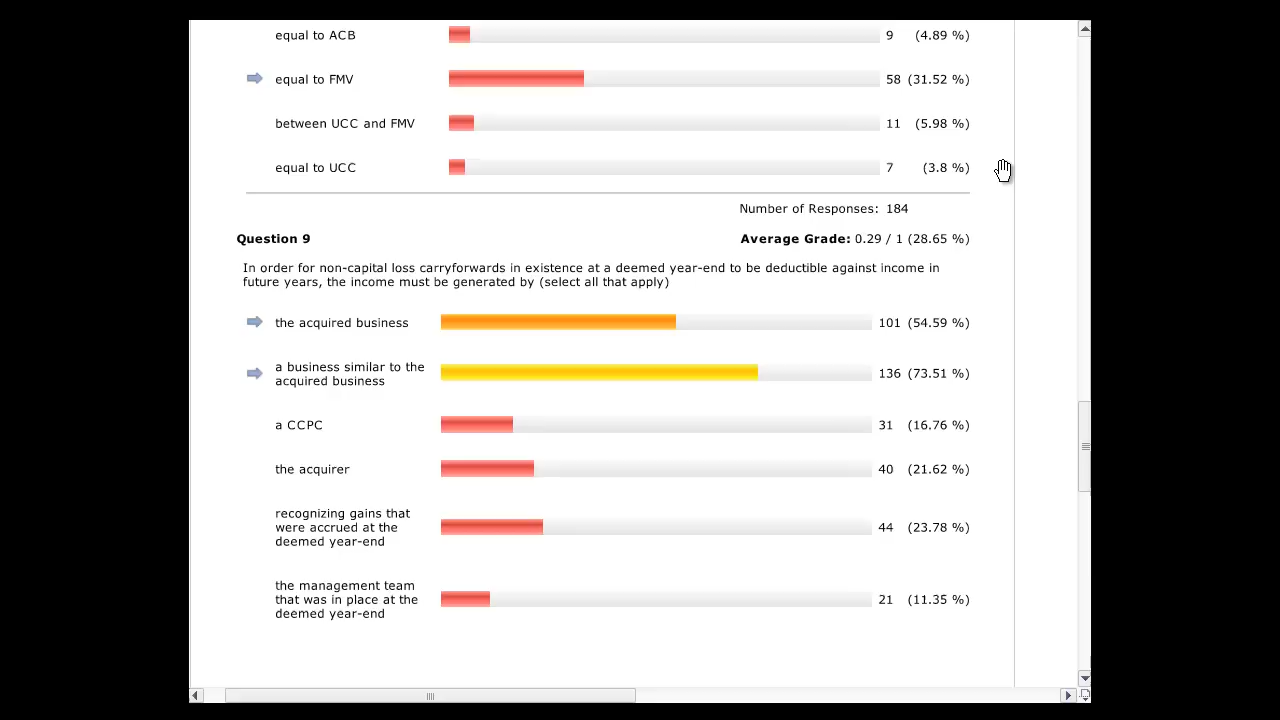 equal to ACB 9 (4.89 %)
equal to FMV 58 (31.52 %)
between UCC and FMV 11 (5.98 %)
equal to UCC 7 (3.8 %)
Number of Responses: 184
Question 9 Average Grade: 0.29 / 1 (28.65 %)
In order for non-capital loss carryforwards in existence at a deemed year-end to be deductible against income in
future years, the income must be generated by (select all that apply)
the acquired business 101 (54.59 %)
a business similar to the
acquired business 136 (73.51 %)
a CCPC 31 (16.76 %)
the acquirer 40 (21.62 %)
recognizing gains that
were accrued at the 44 (23.78 %)
deemed year-end
the management team
that was in place at the 21 (11.35 %)
deemed year-end